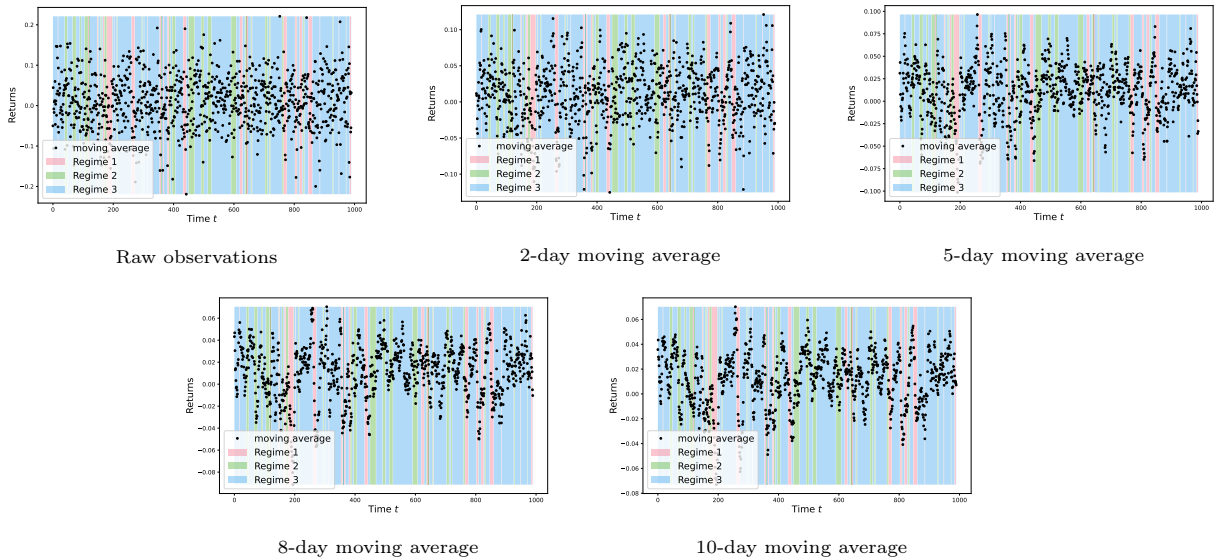 0.2
0.1
0.0
−0.1
−0.2
Returns
moving average
Regime 1
Regime 2
Regime 3
0 200 400 600 800 1000
Time t
Raw observations
0.10
0.05
0.00
−0.05
−0.10
Returns
moving average
Regime 1
Regime 2
Regime 3
0 200 400 600 800 1000
Time t
2-day moving average
0.100
0.075
0.050
0.025
0.000
−0.025
−0.050
−0.075
−0.100
Returns
moving average
Regime 1
Regime 2
Regime 3
0 200 400 600 800 1000
Time t
5-day moving average
0.06
0.04
0.02
0.00
−0.02
−0.04
−0.06
−0.08
Returns
moving average
Regime 1
Regime 2
Regime 3
0 200 400 600 800 1000
Time t
8-day moving average
0.06
0.04
0.02
0.00
−0.02
−0.04
−0.06
−0.08
Returns
moving average
Regime 1
Regime 2
Regime 3
0 200 400 600 800 1000
Time t
10-day moving average